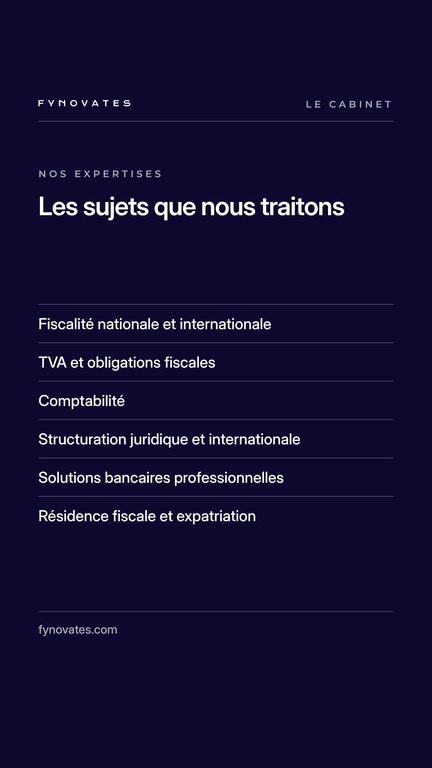 FYNOVATES
LE CABINET
NOS EXPERTISES
Les sujets que nous traitons
Fiscalité nationale et internationale
TVA et obligations fiscales
Comptabilité
Structuration juridique et internationale
Solutions bancaires professionnelles
Résidence fiscale et expatriation
fynovates.com